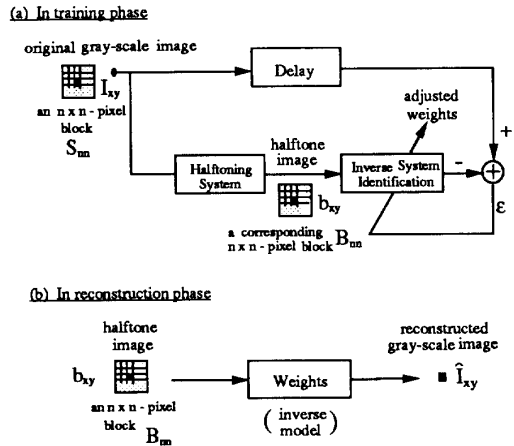 (a) In training phase
original gray-scale image
I_xy
an n x n - pixel
block
S_nn
Delay
adjusted
weights
+
halftone
image
Halftoning
System
Inverse System
Identification
-
+
ε
b_xy
a corresponding
n x n - pixel block B_nn
(b) In reconstruction phase
halftone
image
b_xy
an n x n - pixel
block B_nn
Weights
( inverse
model )
reconstructed
gray-scale image
Î_xy